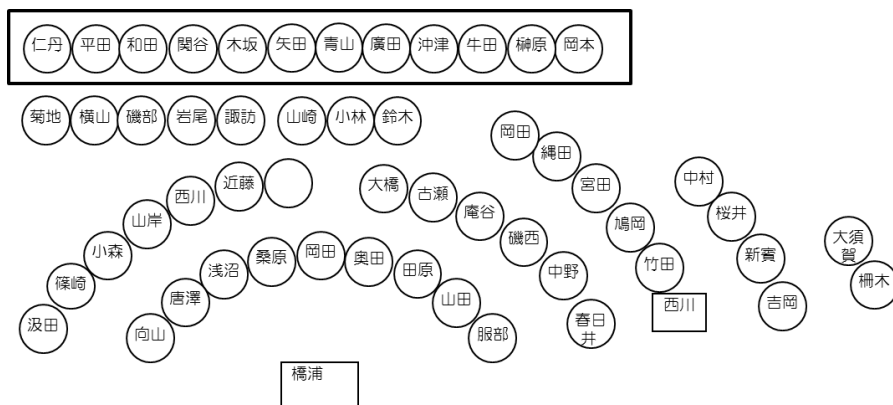 仁丹 平田 和田 関谷 木坂 矢田 青山 廣田 沖津 牛田 榊原 岡本
菊地 横山 磯部 岩尾 諏訪 山崎 小林 鈴木
岡田
縄田
宮田
鳩岡
竹田
西川
中村
桜井
新賓
吉岡
大須
賀
柵木
近藤
西川
山岸
小森
篠崎
汲田
大橋
古瀬
庵谷
磯西
中野
春日
井
向山
唐澤
浅沼
桑原
岡田
奥田
田原
山田
服部
橋浦